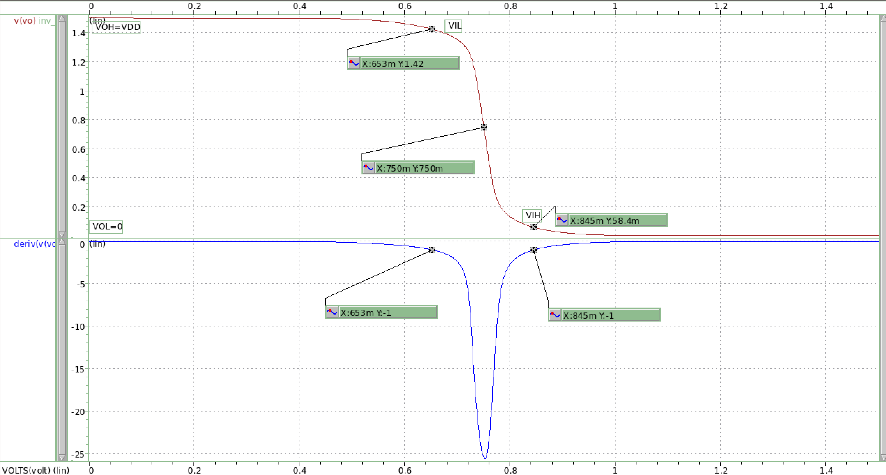 0 0.2 0.4 0.6 0.8 1 1.2 1.4
v(vo) inv_ (lin)
VOH=VDD
VIL
1.4
X:653m Y:1.42
1.2
1
0.8
0.6
X:750m Y:750m
0.4
0.2
VIH
X:845m Y:58.4m
VOL=0
deriv(v(vo 0 (lin)
-5
X:653m Y:-1
X:845m Y:-1
-10
-15
-20
-25
VOLTS(volt) (lin) 0 0.2 0.4 0.6 0.8 1 1.2 1.4